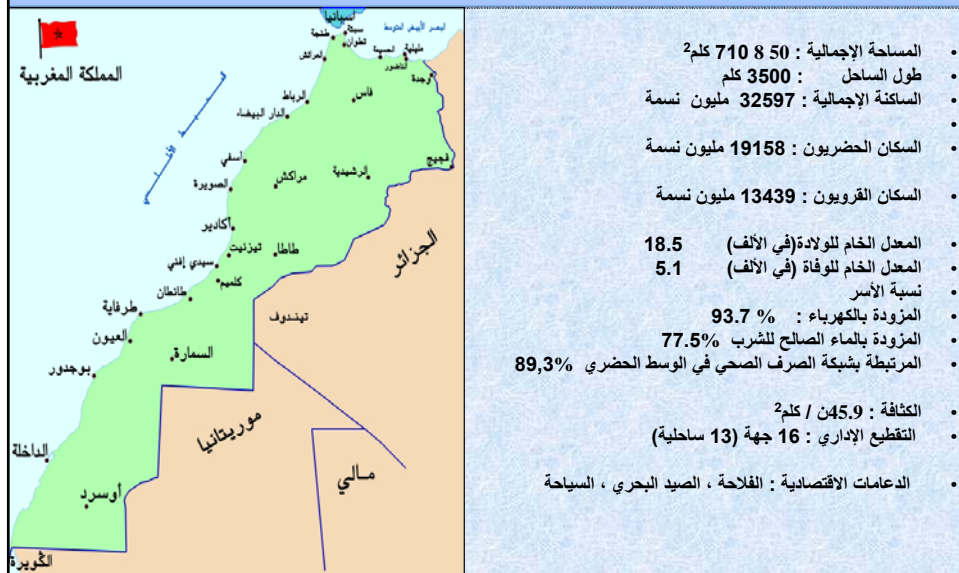 المساحة الإجمالية : 50 8 710 كلم²
طول الساحل : 3500 كلم
الساكنة الإجمالية : 32597 مليون نسمة
السكان الحضريون : 19158 مليون نسمة
السكان القرويون : 13439 مليون نسمة
المعدل الخام للولادة(في الألف) 18.5
المعدل الخام للوفاة (في الألف) 5.1
نسبة الأسر
المزودة بالكهرباء : % 93.7
المزودة بالماء الصالح للشرب %77.5
المرتبطة بشبكة الصرف الصحي في الوسط الحضري %89,3
الكثافة : 45.9ن / كلم²
التقطيع الإداري : 16 جهة (13 ساحلية)
الدعامات الاقتصادية : الفلاحة ، الصيد البحري ، السياحة
المملكة المغربية
اسبانيا
البحر الأبيض المتوسط
سبتة
طنجة
تطوان
مليلية
الحسيمة
الناضور
العرائش
وجدة
فاس
الرباط
الدار البيضاء
أسفي
فجيج
الرشيدية
مراكش
الصويرة
أكادير
الجزائر
تيزنيت
طاطا
سيدي إفني
كلميم
طانطان
طرفاية
تيندوف
العيون
السمارة
بوجدور
موريتانيا
الداخلة
مالي
أوسرد
الكويرة